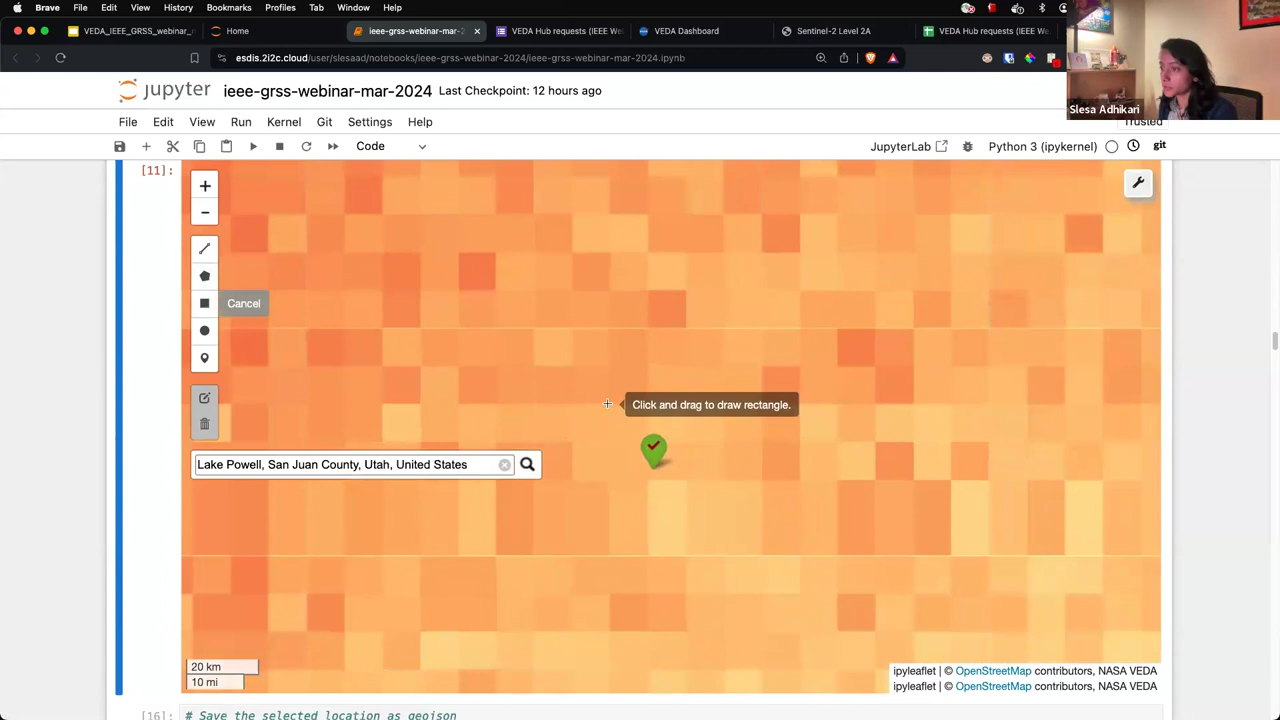 Brave File Edit View History Bookmarks Profiles Tab Window Help
VEDA_IEEE_GRSS_webinar_
Home
ieee-grss-webinar-mar-2
VEDA Hub requests (IEEE We
VEDA Dashboard
Sentinel-2 Level 2A
VEDA Hub requests (IEEE We
esdis.2i2c.cloud/user/slesaad/notebooks/ieee-grss-webinar-2024/ieee-grss-webinar-mar-2024.ipynb
Slesa Adhikari
jupyter ieee-grss-webinar-mar-2024 Last Checkpoint: 12 hours ago
File Edit View Run Kernel Git Settings Help
Trusted
Code
JupyterLab
Python 3 (ipykernel)
git
[11]:
+
−
Cancel
Click and drag to draw rectangle.
Lake Powell, San Juan County, Utah, United States
20 km
10 mi
ipyleaflet | © OpenStreetMap contributors, NASA VEDA
ipyleaflet | © OpenStreetMap contributors, NASA VEDA
[16]: # Save the selected location as geojson